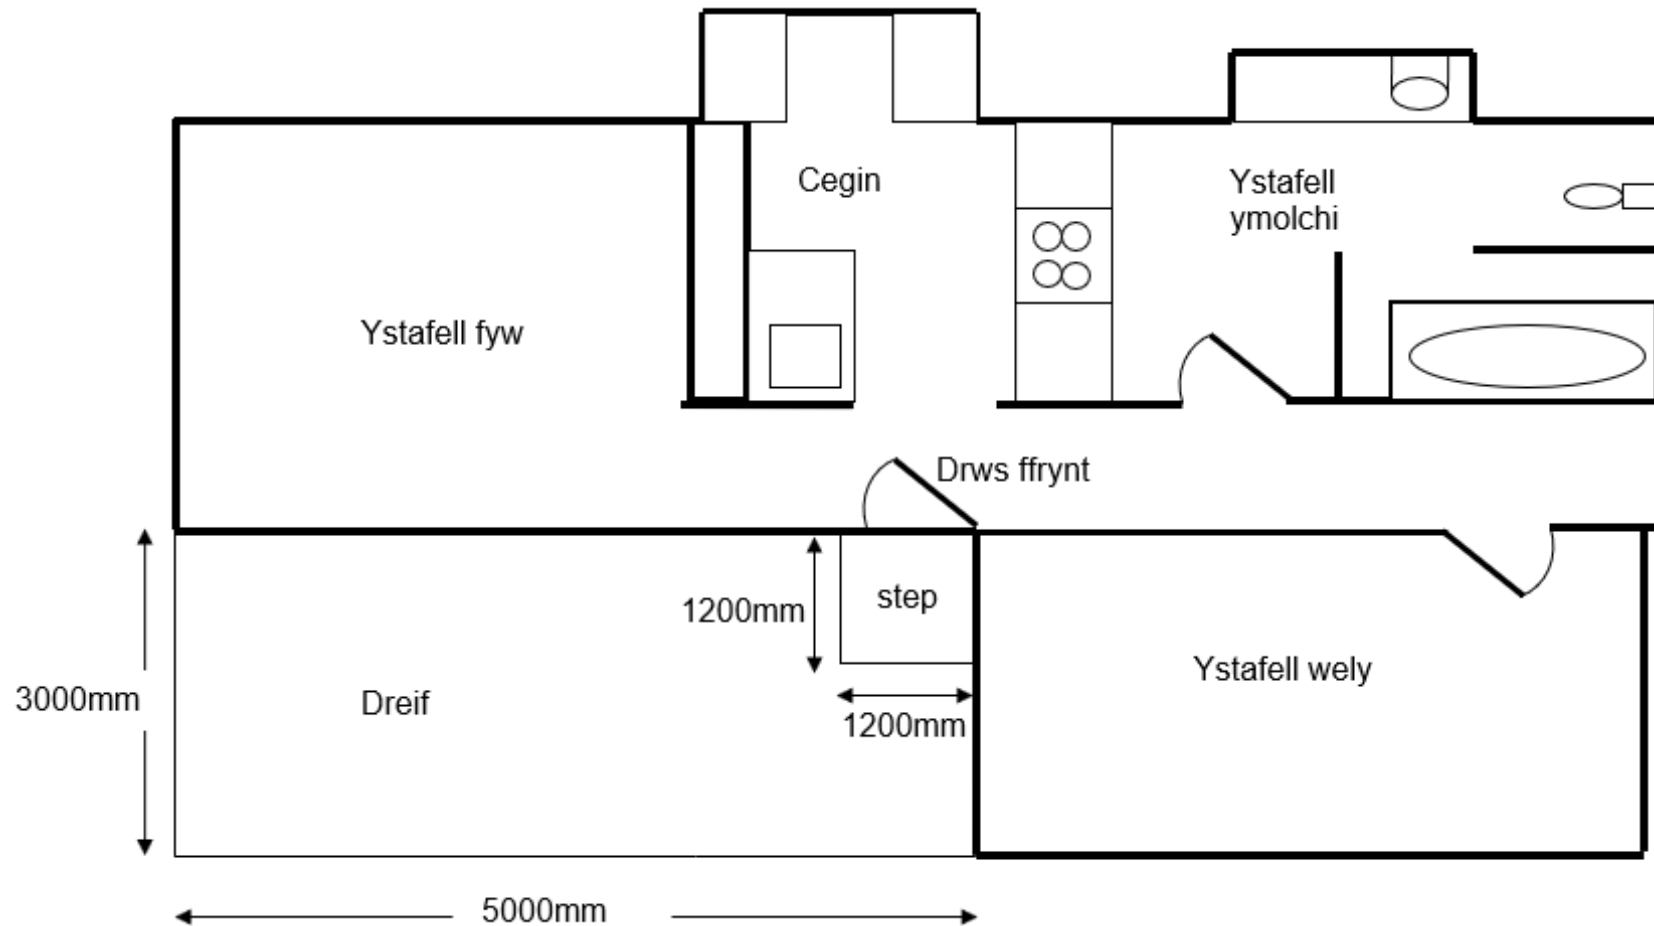 Cegin
Ystafell
ymolchi
Ystafell fyw
Drws ffrynt
1200mm
step
1200mm
3000mm
Dreif
Ystafell wely
5000mm